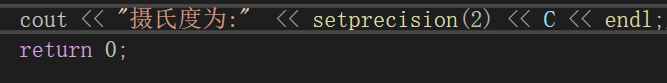 cout << "摄氏度为:"  << setprecision(2) << C << endl;
return 0;